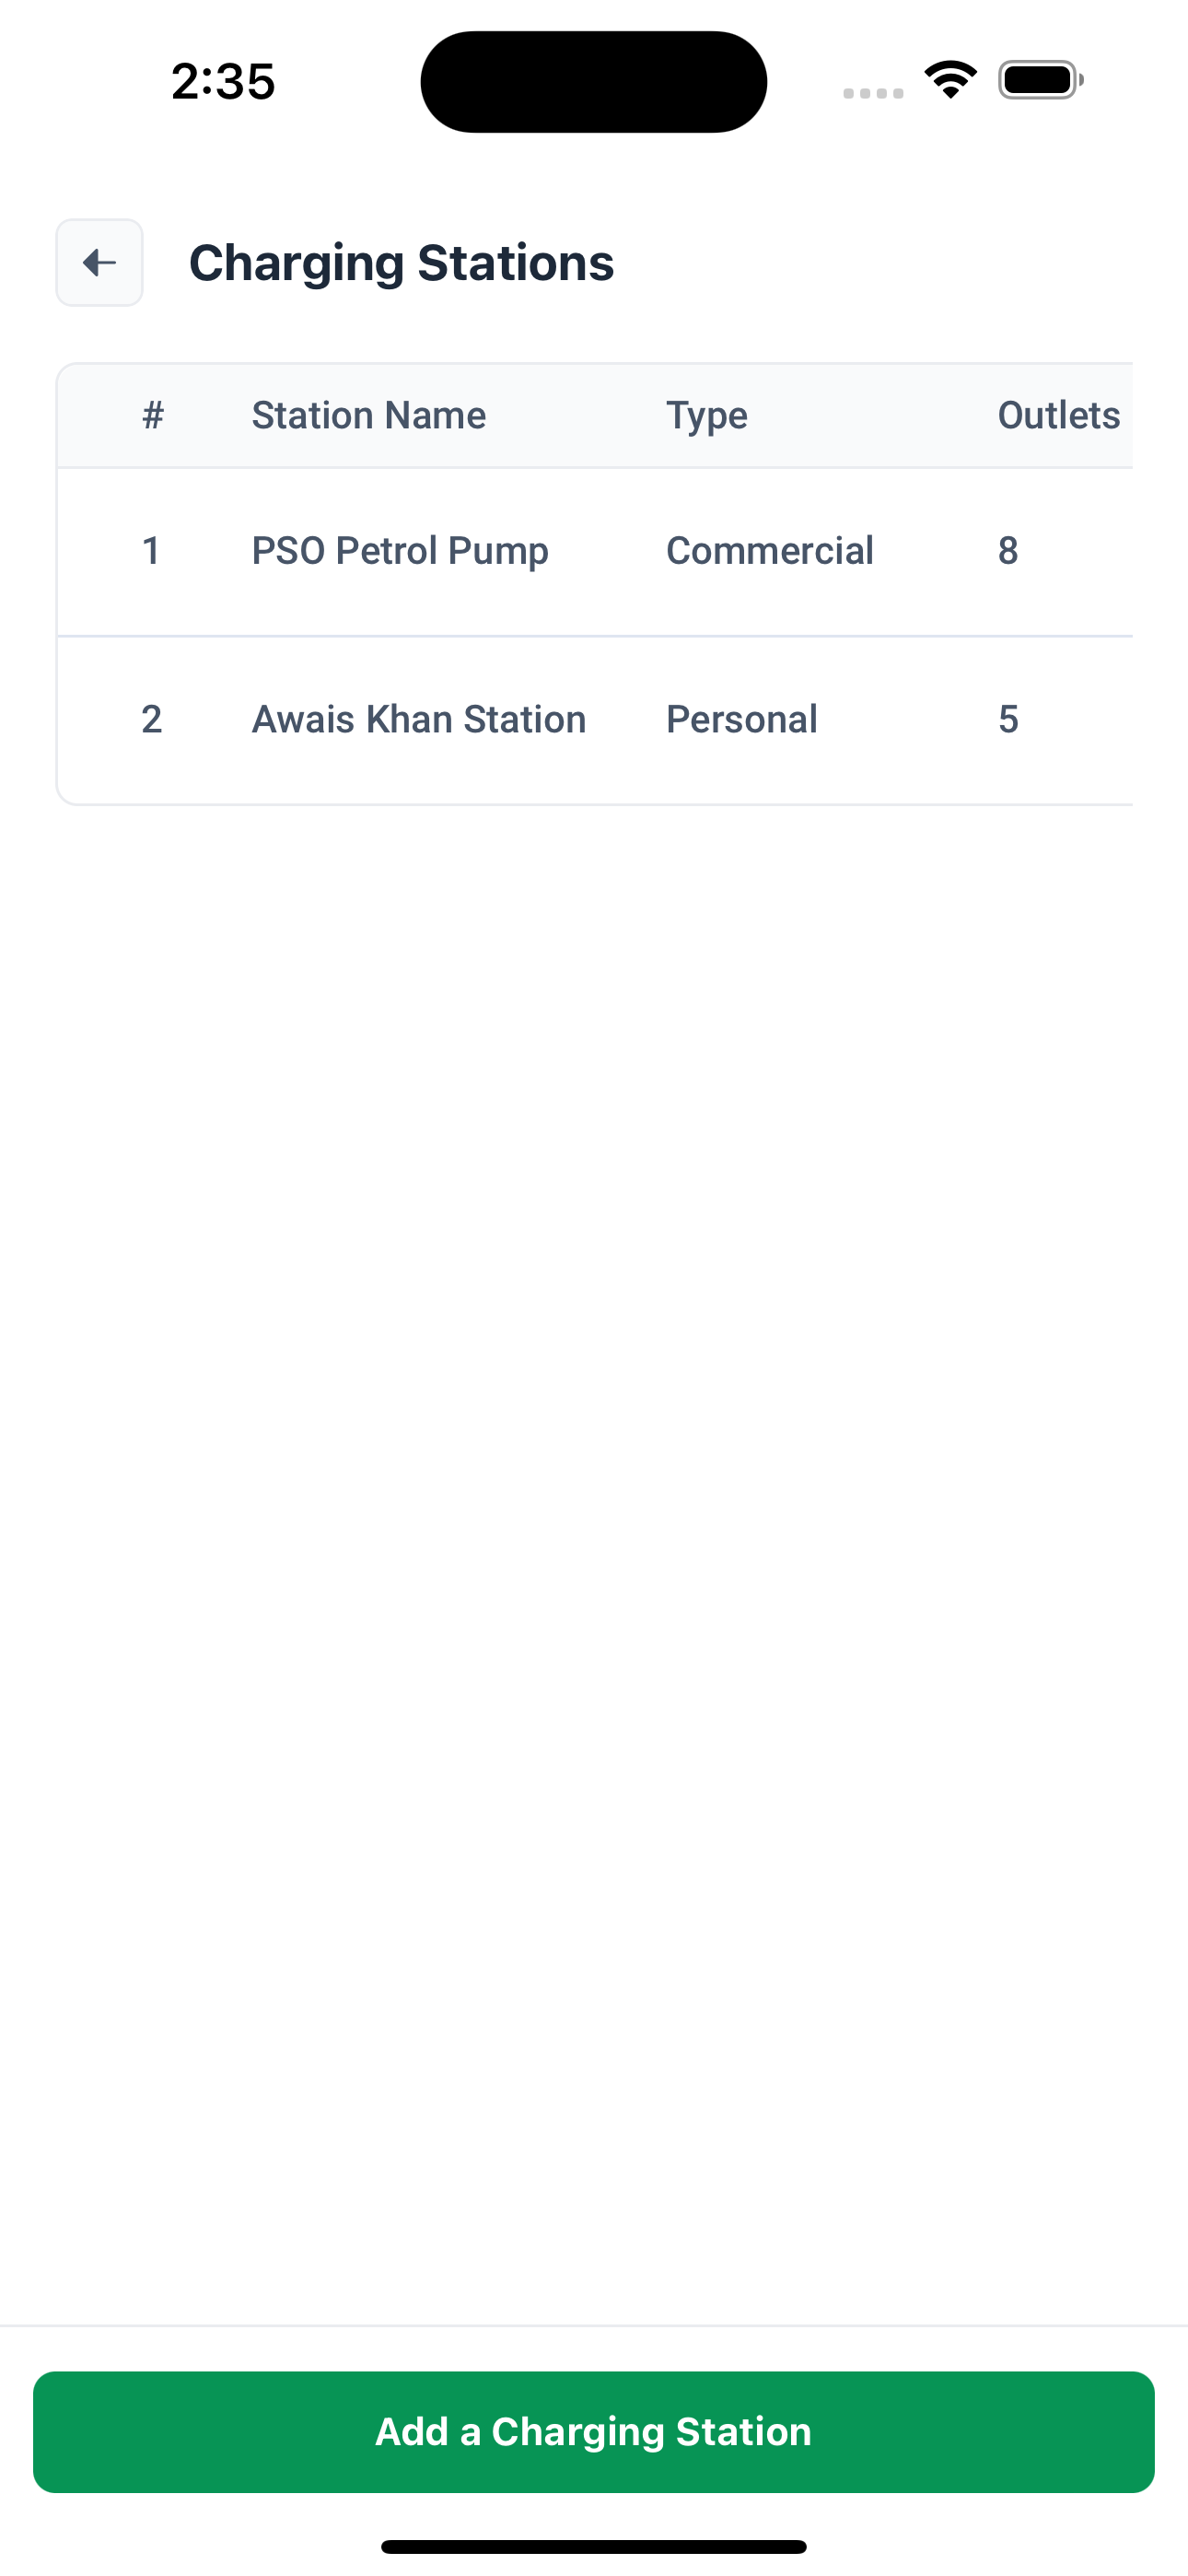 2:35
Charging Stations
# Station Name Type Outlets
1 PSO Petrol Pump Commercial 8
2 Awais Khan Station Personal 5
Add a Charging Station